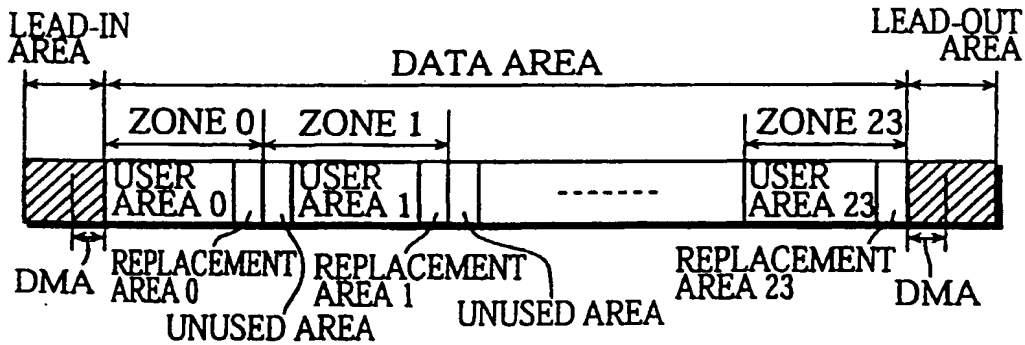 LEAD-IN
AREA
LEAD-OUT
AREA
DATA AREA
ZONE 0
ZONE 1
ZONE 23
USER
AREA 0
USER
AREA 1
USER
AREA 23
DMA
REPLACEMENT
AREA 0
UNUSED AREA
REPLACEMENT
AREA 1
UNUSED AREA
REPLACEMENT
AREA 23
DMA